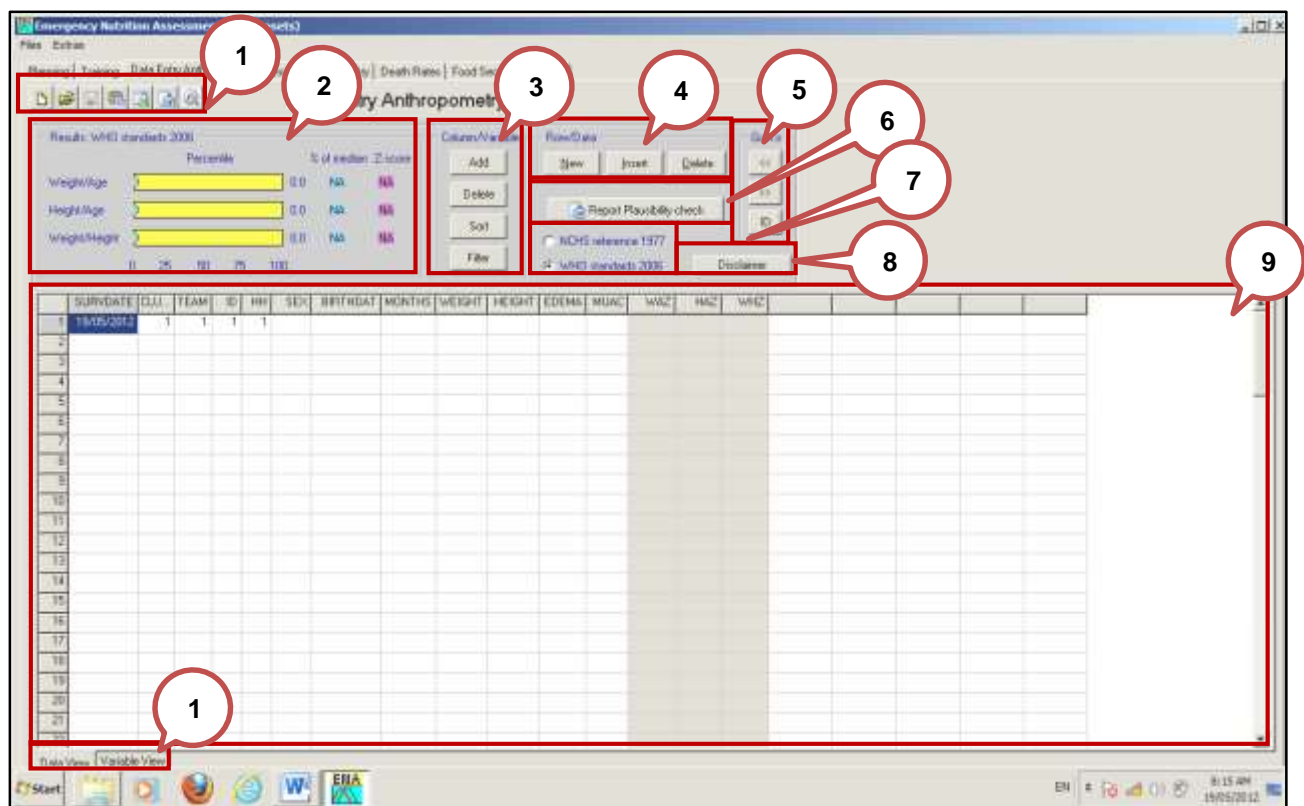 Emergency Nutrition Assessment
Files Extras
1
Death Rates
2
3
4
5
6
7
8
9
try Anthropometry
Results: WHO standards 2006
Percentile % of median Z-score
Weight/Age 0.0 NA NA
Height/Age 0.0 NA NA
Weight/Height 0.0 NA NA
0 25 50 75 100
Column/Variable
Add
Delete
Sort
Filter
Row/Data
New Insert Delete
Report Plausibility check
NCHS reference 1977
WHO standards 2006
<<
>>
ID
Disclaimer
SURVDATE CLU. TEAM ID HH SEX BIRTHDAT MONTHS WEIGHT HEIGHT EDEMA MUAC WAZ HAZ WHZ
1 19/05/2012 1 1 1 1
2
3
4
5
6
7
8
9
10
11
12
13
14
15
16
17
18
19
20
21
1
Data View Variable View
Start W ENA EN 8:15 AM
19/05/2012